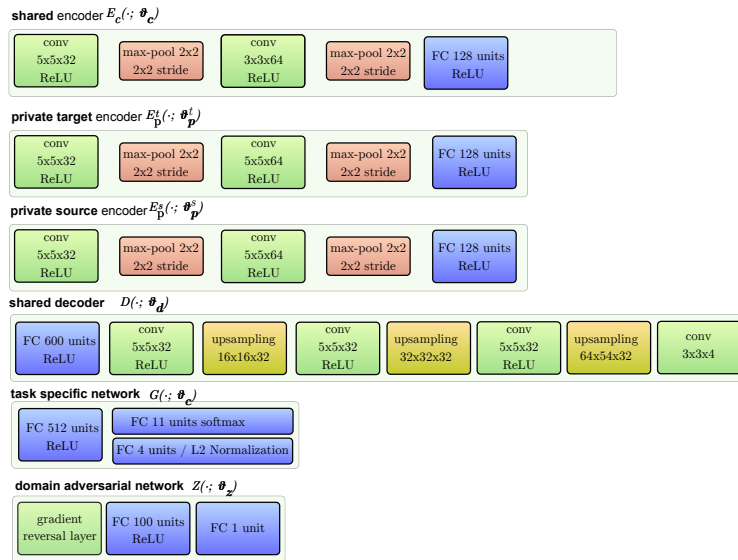 shared encoder E_c(·; ϑ_c)
conv
5x5x32
ReLU
max-pool 2x2
2x2 stride
conv
3x3x64
ReLU
max-pool 2x2
2x2 stride
FC 128 units
ReLU
private target encoder E_p^t(·; ϑ_p^t)
conv
5x5x32
ReLU
max-pool 2x2
2x2 stride
conv
5x5x64
ReLU
max-pool 2x2
2x2 stride
FC 128 units
ReLU
private source encoder E_p^s(·; ϑ_p^s)
conv
5x5x32
ReLU
max-pool 2x2
2x2 stride
conv
5x5x64
ReLU
max-pool 2x2
2x2 stride
FC 128 units
ReLU
shared decoder D(·; ϑ_d)
FC 600 units
ReLU
conv
5x5x32
ReLU
upsampling
16x16x32
conv
5x5x32
ReLU
upsampling
32x32x32
conv
5x5x32
ReLU
upsampling
64x54x32
conv
3x3x4
task specific network G(·; ϑ_c)
FC 512 units
ReLU
FC 11 units softmax
FC 4 units / L2 Normalization
domain adversarial network Z(·; ϑ_z)
gradient
reversal layer
FC 100 units
ReLU
FC 1 unit